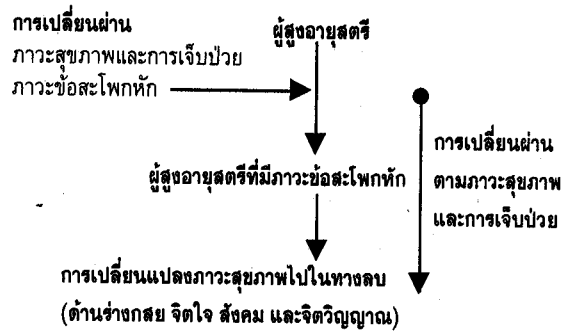 การเปลี่ยนผ่าน
ภาวะสุขภาพและการเจ็บป่วย
ภาวะข้อสะโพกหัก
ผู้สูงอายุสตรี
การเปลี่ยนผ่าน
ตามภาวะสุขภาพ
และการเจ็บป่วย
ผู้สูงอายุสตรีที่มีภาวะข้อสะโพกหัก
การเปลี่ยนแปลงภาวะสุขภาพไปในทางลบ
(ด้านร่างกสย จิตใจ สังคม และจิตวิญญาณ)